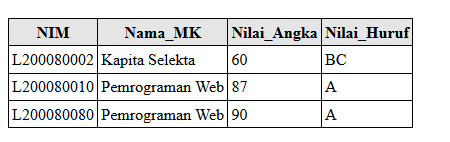 NIM Nama_MK Nilai_Angka Nilai_Huruf
L200080002 Kapita Selekta 60 BC
L200080010 Pemrograman Web 87 A
L200080080 Pemrograman Web 90 A